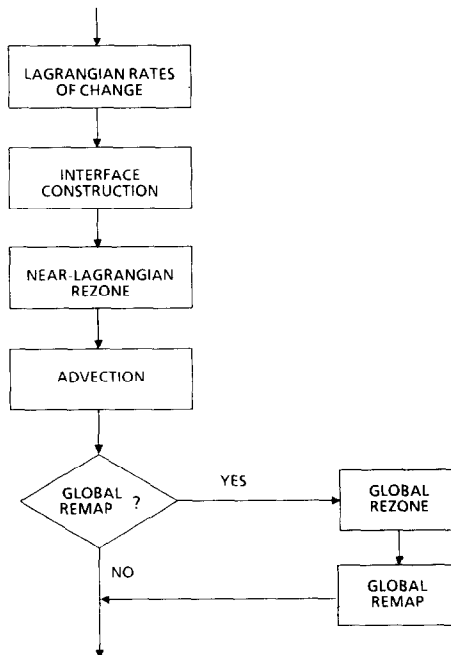 LAGRANGIAN RATES
OF CHANGE
INTERFACE
CONSTRUCTION
NEAR-LAGRANGIAN
REZONE
ADVECTION
GLOBAL
REMAP ?
YES
GLOBAL
REZONE
NO
GLOBAL
REMAP